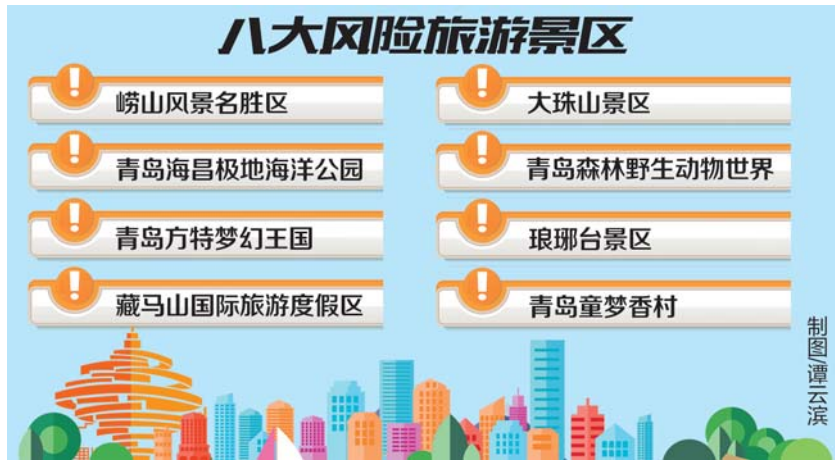 八大风险旅游景区
崂山风景名胜区
大珠山景区
青岛海昌极地海洋公园
青岛森林野生动物世界
青岛方特梦幻王国
琅琊台景区
藏马山国际旅游度假区
青岛童梦香村
制图/谭云滨